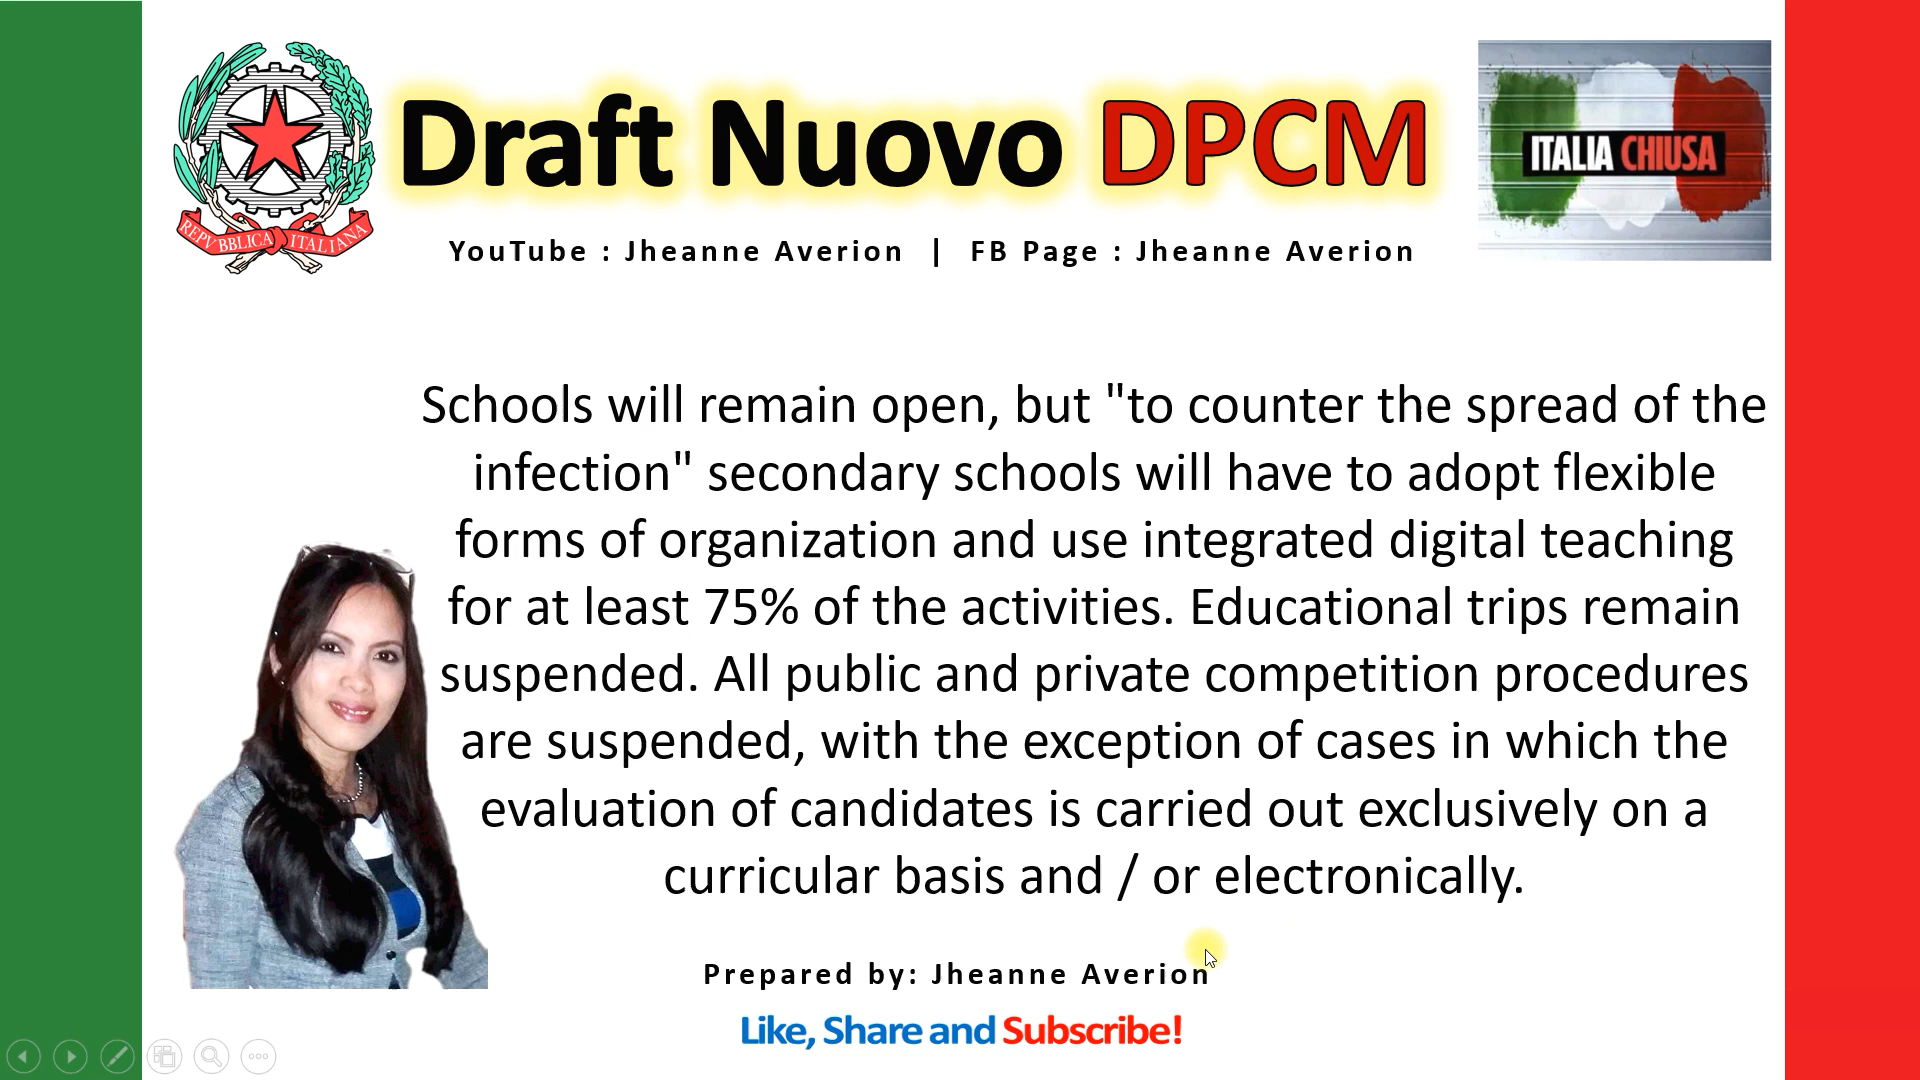 Draft Nuovo DPCM
REPVBBLICA ITALIANA
ITALIA CHIUSA
YouTube : Jheanne Averion | FB Page : Jheanne Averion
Schools will remain open, but "to counter the spread of the
infection" secondary schools will have to adopt flexible
forms of organization and use integrated digital teaching
for at least 75% of the activities. Educational trips remain
suspended. All public and private competition procedures
are suspended, with the exception of cases in which the
evaluation of candidates is carried out exclusively on a
curricular basis and / or electronically.
Prepared by: Jheanne Averion
Like, Share and Subscribe!